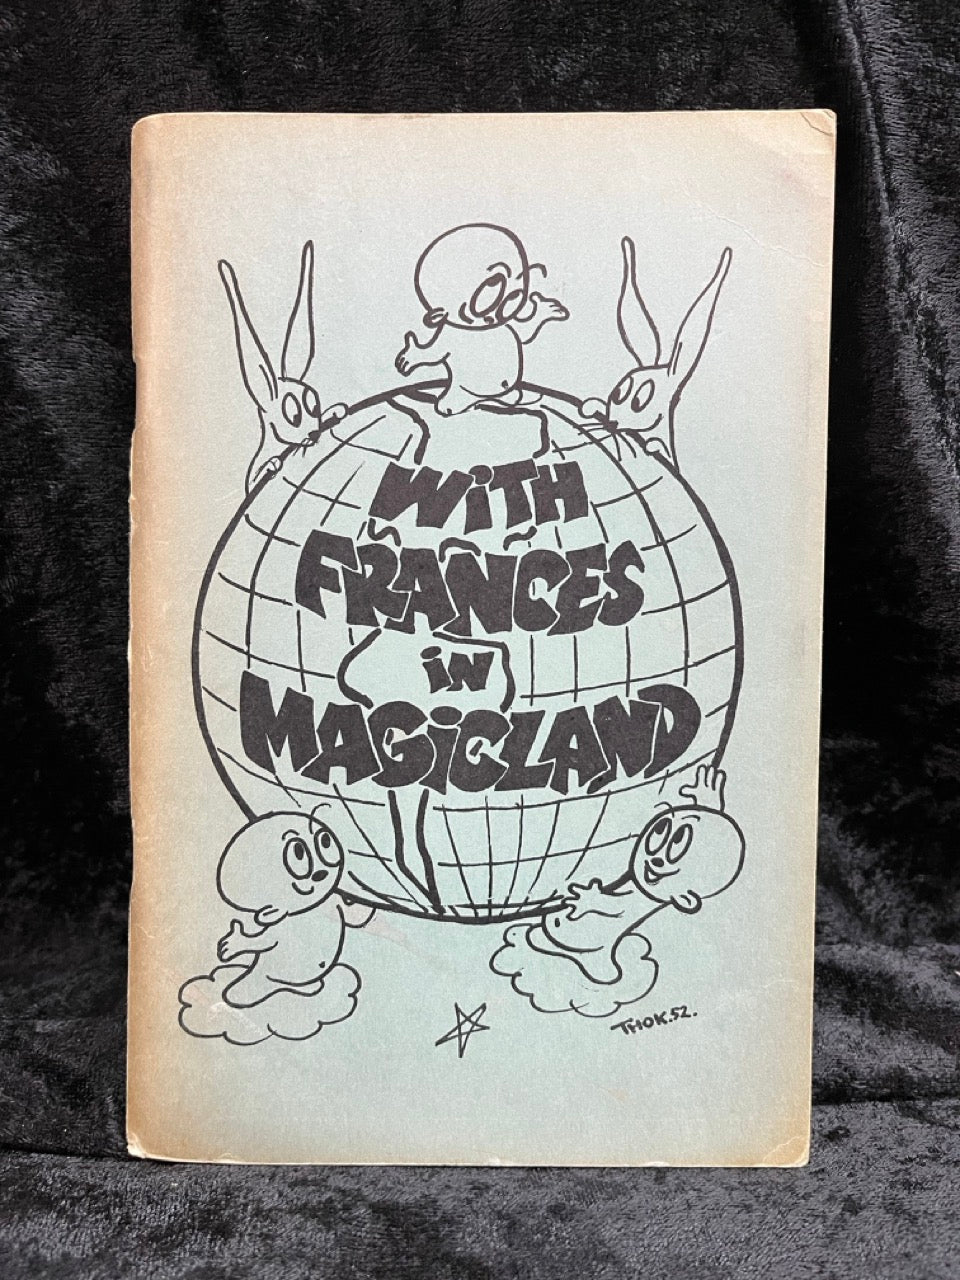 WiTH
FRANCES
iN
MAGiCLAND
THOK.52.